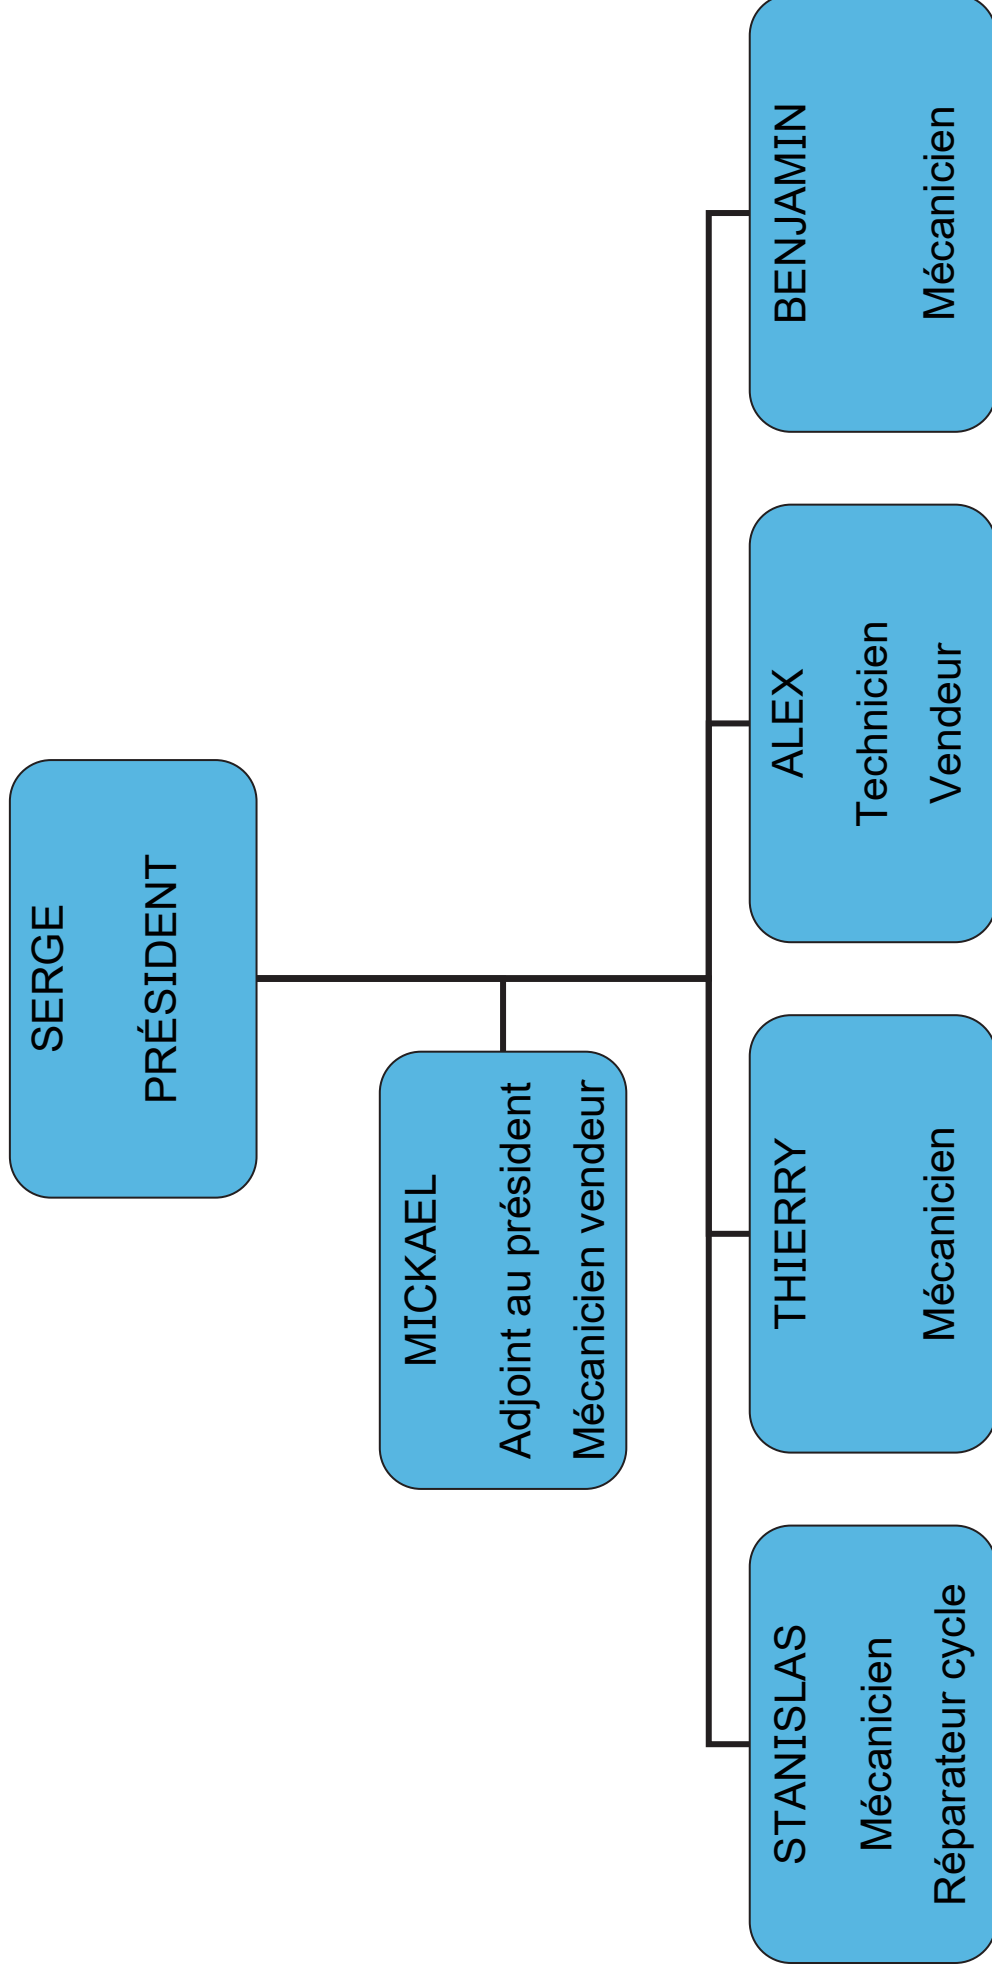 SERGE
PRÉSIDENT
MICKAEL
Adjoint au président
Mécanicien vendeur
STANISLAS
Mécanicien
Réparateur cycle
THIERRY
Mécanicien
ALEX
Technicien
Vendeur
BENJAMIN
Mécanicien